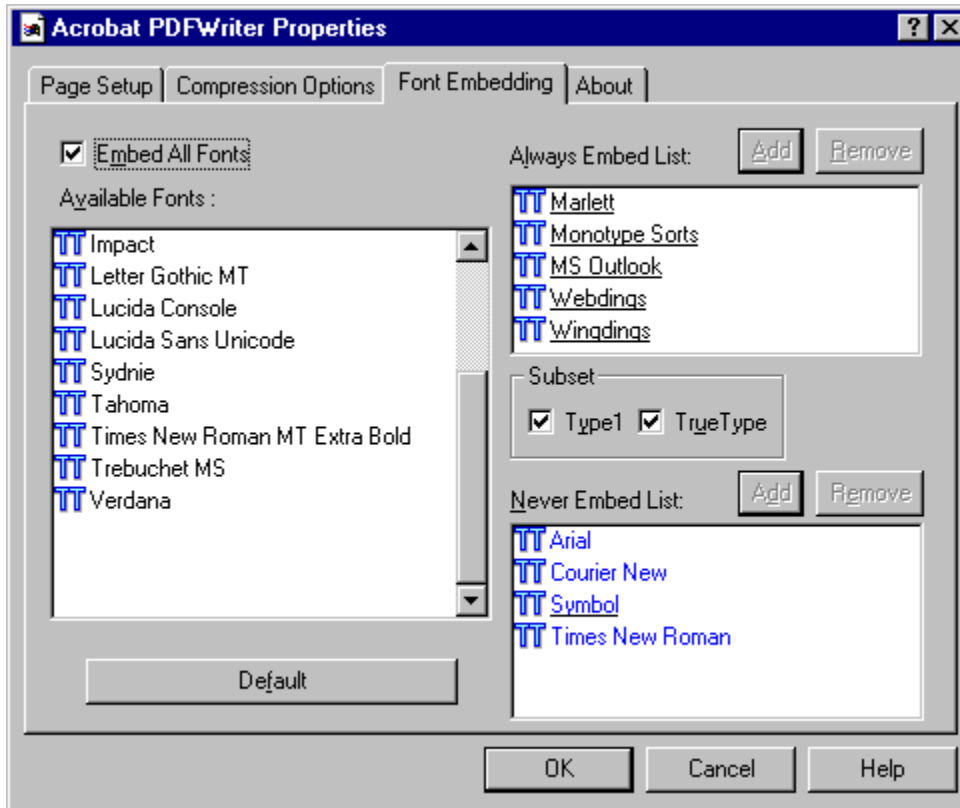 Acrobat PDFWriter Properties
Page Setup
Compression Options
Font Embedding
About
Embed All Fonts
Available Fonts :
Impact
Letter Gothic MT
Lucida Console
Lucida Sans Unicode
Sydnie
Tahoma
Times New Roman MT Extra Bold
Trebuchet MS
Verdana
Default
Always Embed List:
Add
Remove
Marlett
Monotype Sorts
MS Outlook
Webdings
Wingdings
Subset
Type1
TrueType
Never Embed List:
Add
Remove
Arial
Courier New
Symbol
Times New Roman
OK
Cancel
Help